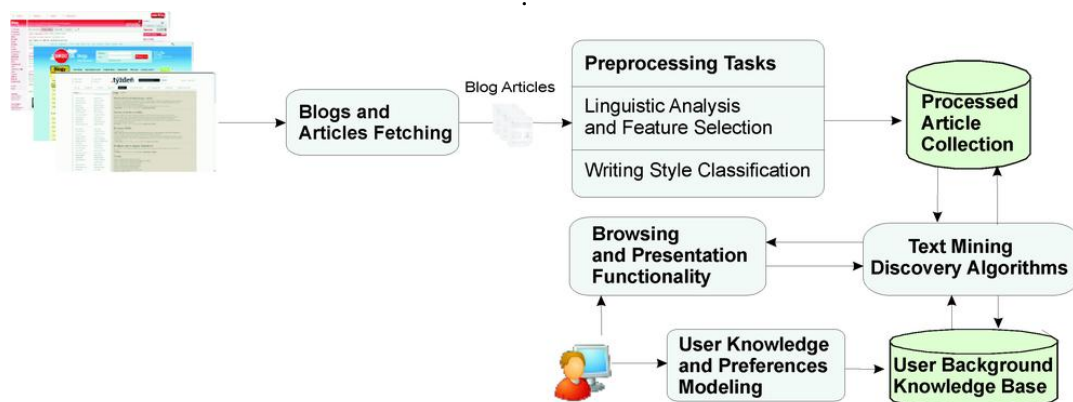 Blog Articles
Blogs and
Articles Fetching
Preprocessing Tasks
Linguistic Analysis
and Feature Selection
Writing Style Classification
Processed
Article
Collection
Browsing
and Presentation
Functionality
Text Mining
Discovery Algorithms
User Knowledge
and Preferences
Modeling
User Background
Knowledge Base